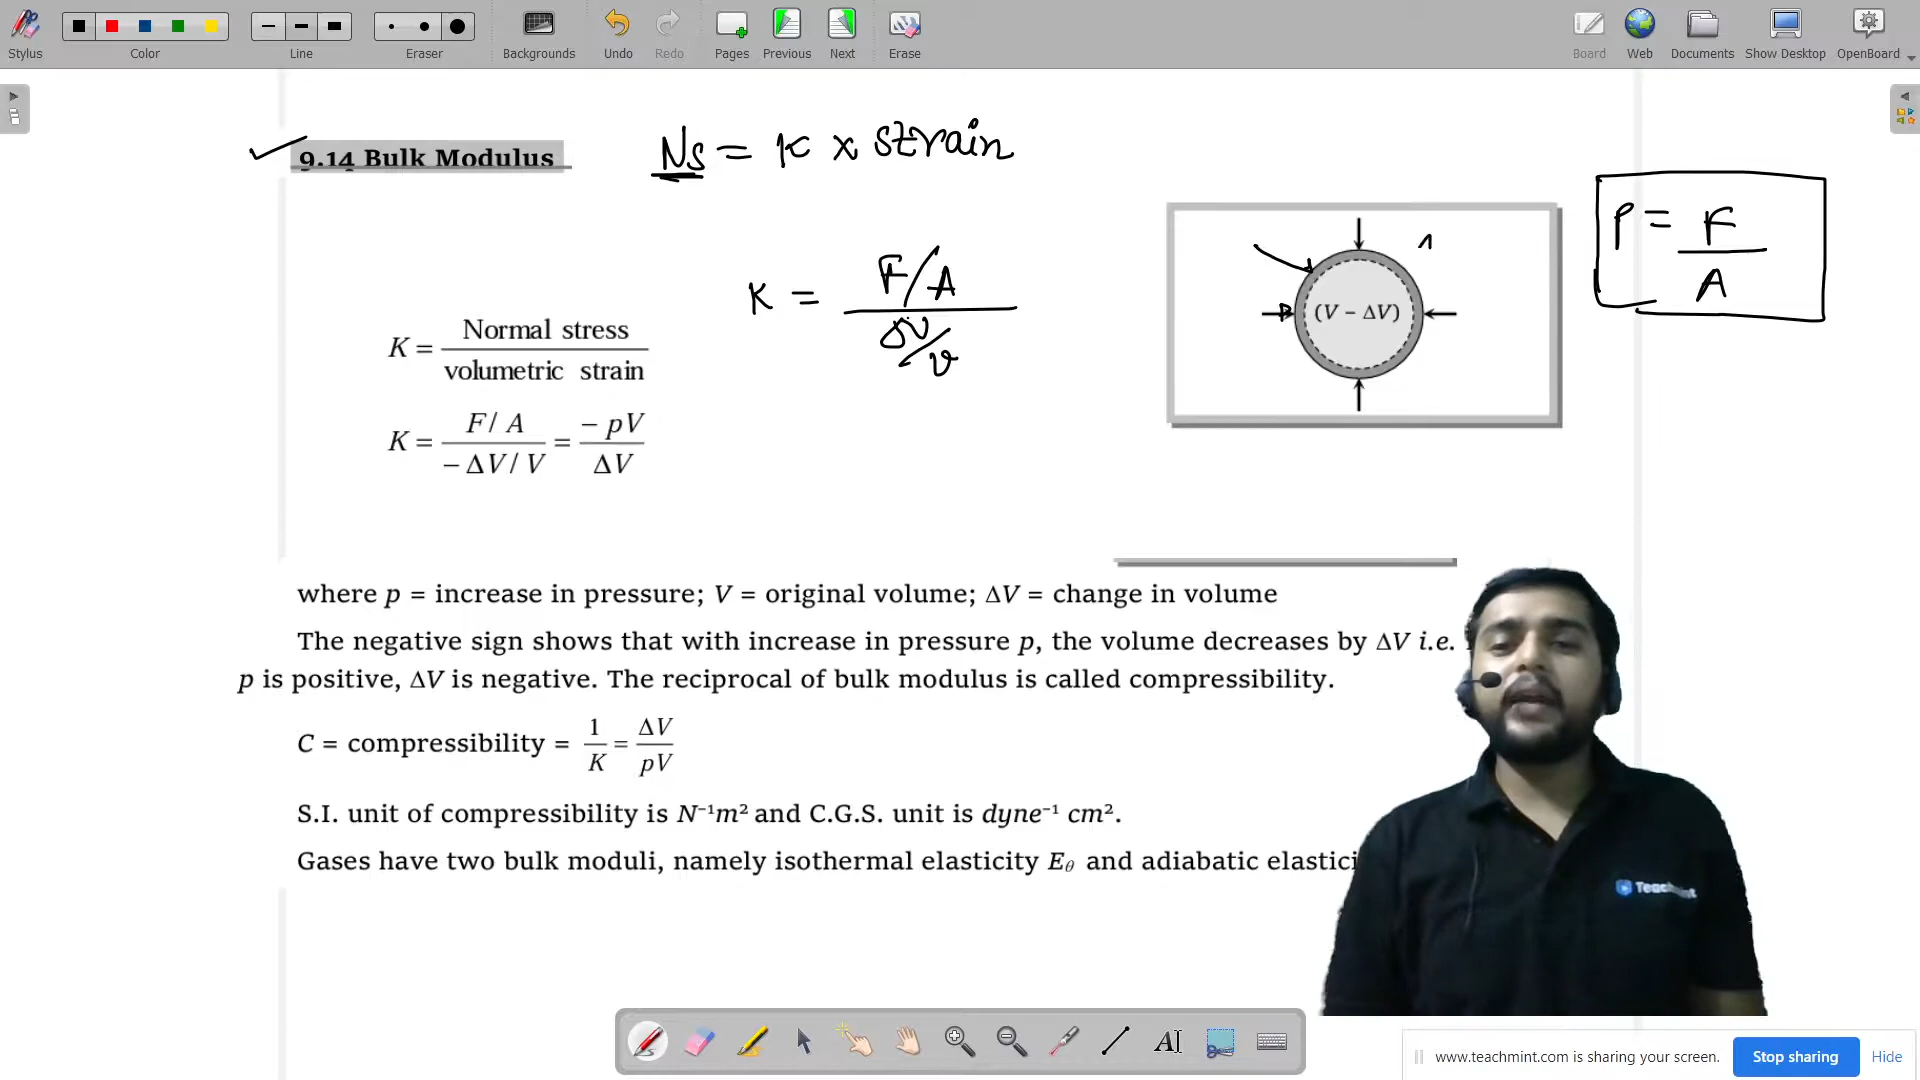 Stylus Color Line Eraser Backgrounds Undo Redo Pages Previous Next Erase Board Web Documents Show Desktop OpenBoard
9.14 Bulk Modulus
Ns = K x strain
P = F / A
K = F/A / ΔV/V
(V − ΔV)
P
K = Normal stress / volumetric strain
K = F/ A / − ΔV/ V = − pV / ΔV
where p = increase in pressure; V = original volume; ΔV = change in volume
The negative sign shows that with increase in pressure p, the volume decreases by ΔV i.e.
p is positive, ΔV is negative. The reciprocal of bulk modulus is called compressibility.
C = compressibility = 1 / K = ΔV / pV
S.I. unit of compressibility is N⁻¹m² and C.G.S. unit is dyne⁻¹ cm².
Gases have two bulk moduli, namely isothermal elasticity Eθ and adiabatic elastici
Teachmint
www.teachmint.com is sharing your screen. Stop sharing Hide